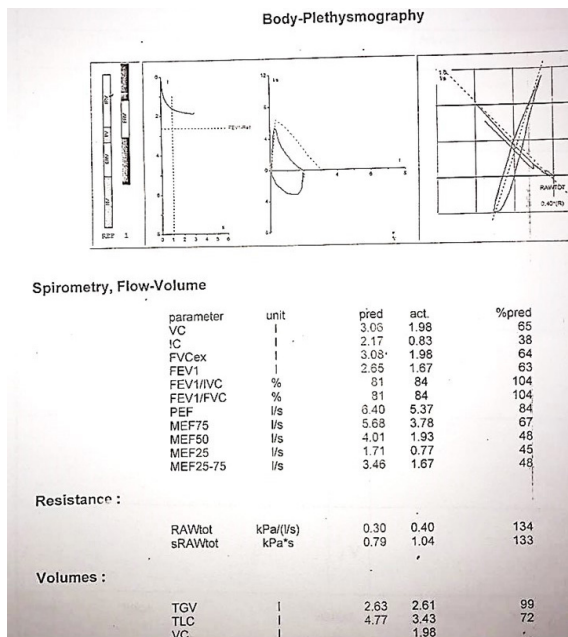 Body-Plethysmography
REF 1
FEV1/Ref
RAWTOT
0.40*(R)
Spirometry, Flow-Volume
parameter unit pred act. %pred
VC l 3.06 1.98 65
IC l 2.17 0.83 38
FVCex l 3.08 1.98 64
FEV1 l 2.65 1.67 63
FEV1/IVC % 81 84 104
FEV1/FVC % 81 84 104
PEF l/s 6.40 5.37 84
MEF75 l/s 5.68 3.78 67
MEF50 l/s 4.01 1.93 48
MEF25 l/s 1.71 0.77 45
MEF25-75 l/s 3.46 1.67 48
Resistance :
RAWtot kPa/(l/s) 0.30 0.40 134
sRAWtot kPa*s 0.79 1.04 133
Volumes :
TGV l 2.63 2.61 99
TLC l 4.77 3.43 72
VC l 1.98